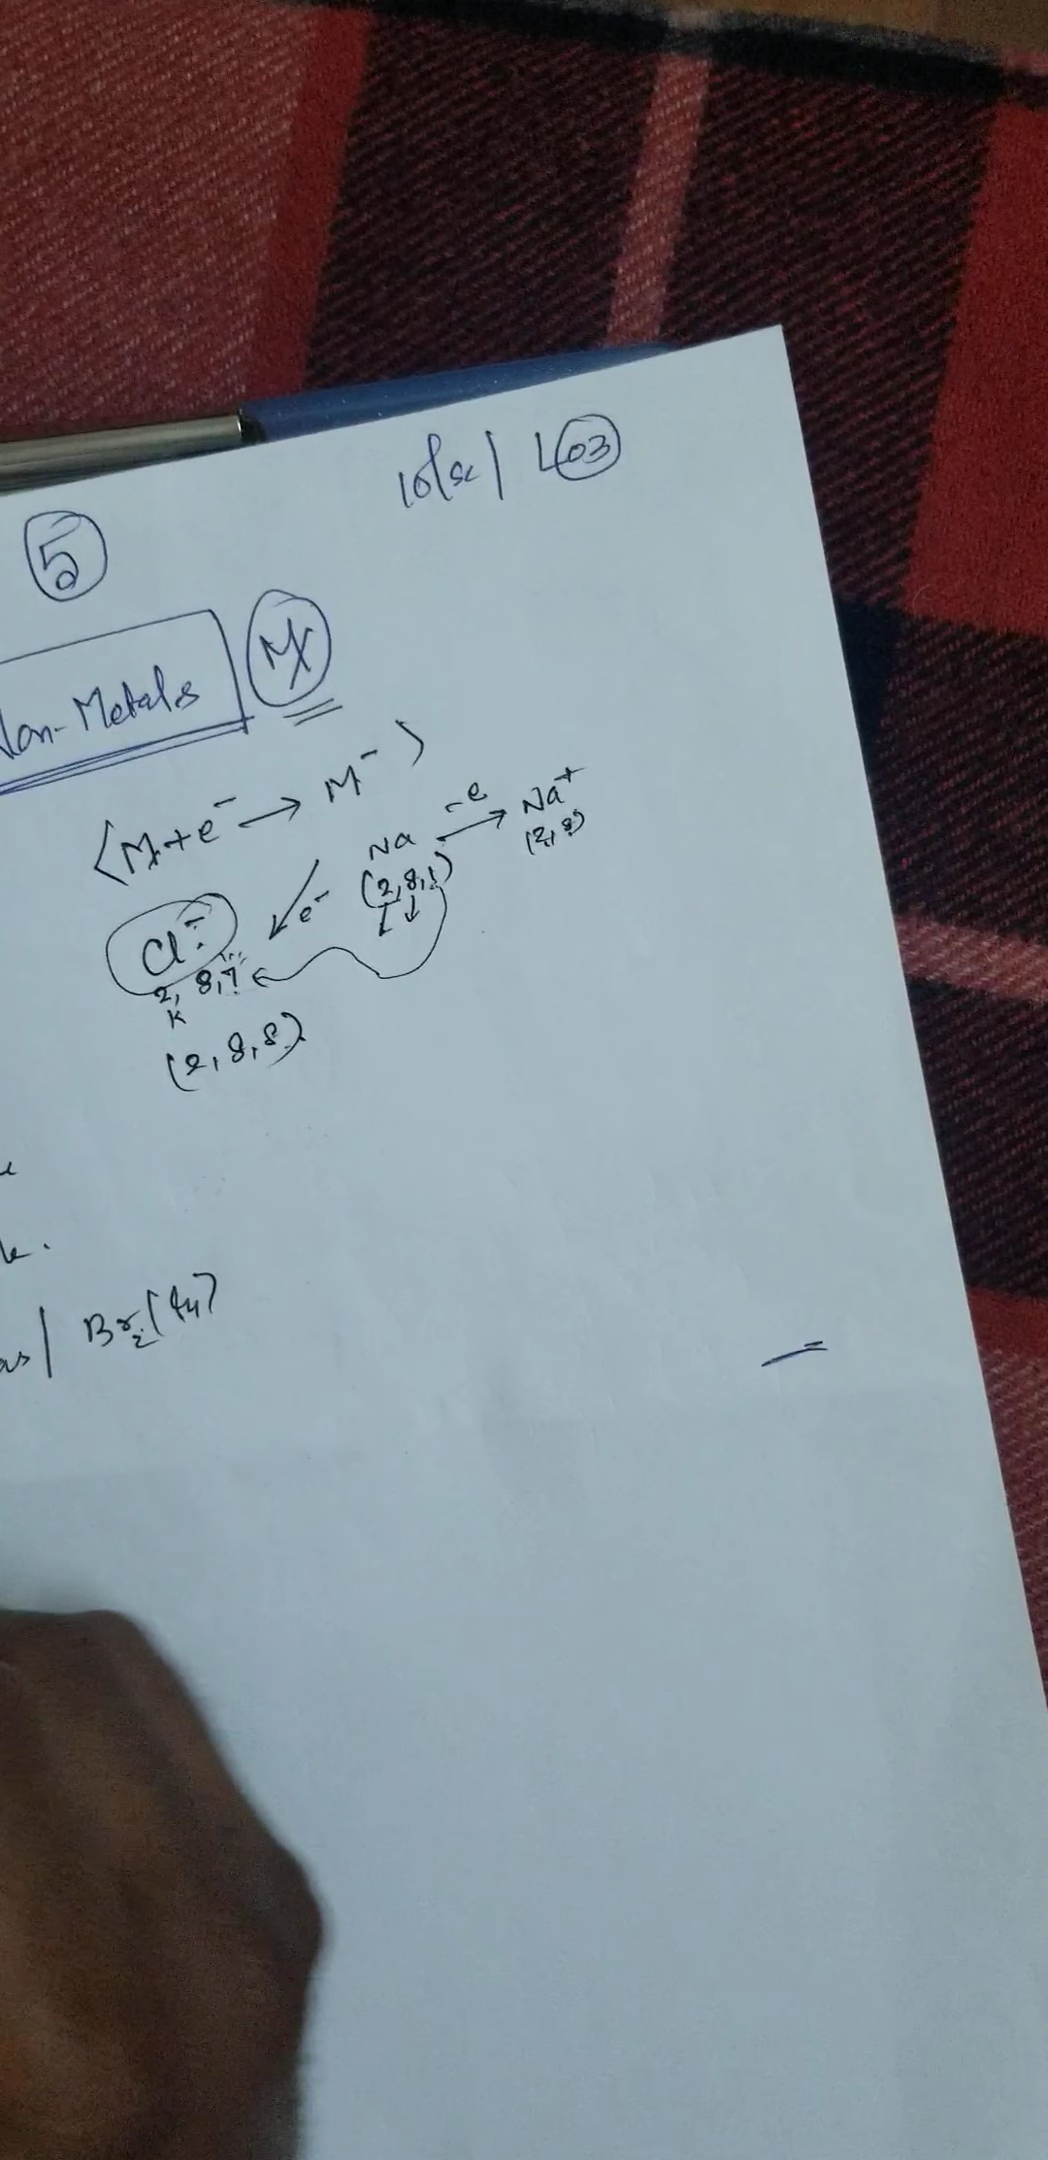 10/sc/ L03
5
Non-Metals
M + e⁻ → M⁻
Na -e → Na⁺
(2,8,1) (2,8)
e⁻
Cl⁻
2, 8, 7
K
(2,8,8)
Br₂